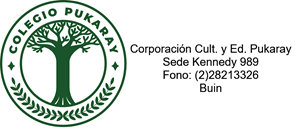 COLEGIO PUKARAY
Corporación Cult. y Ed. Pukaray
Sede Kennedy 989
Fono: (2)28213326
Buin